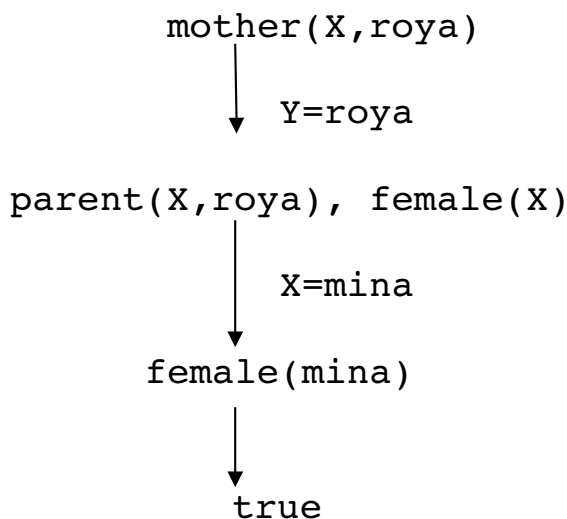 mother(X,roya)
Y=roya
parent(X,roya), female(X)
X=mina
female(mina)
true